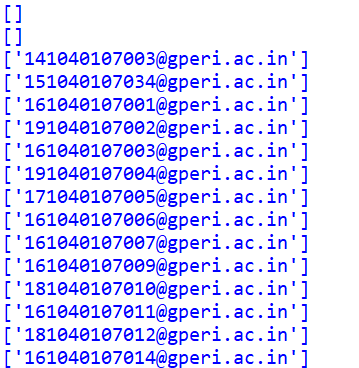 []
[]
['141040107003@gperi.ac.in']
['151040107034@gperi.ac.in']
['161040107001@gperi.ac.in']
['191040107002@gperi.ac.in']
['161040107003@gperi.ac.in']
['191040107004@gperi.ac.in']
['171040107005@gperi.ac.in']
['161040107006@gperi.ac.in']
['161040107007@gperi.ac.in']
['161040107009@gperi.ac.in']
['181040107010@gperi.ac.in']
['161040107011@gperi.ac.in']
['181040107012@gperi.ac.in']
['161040107014@gperi.ac.in']